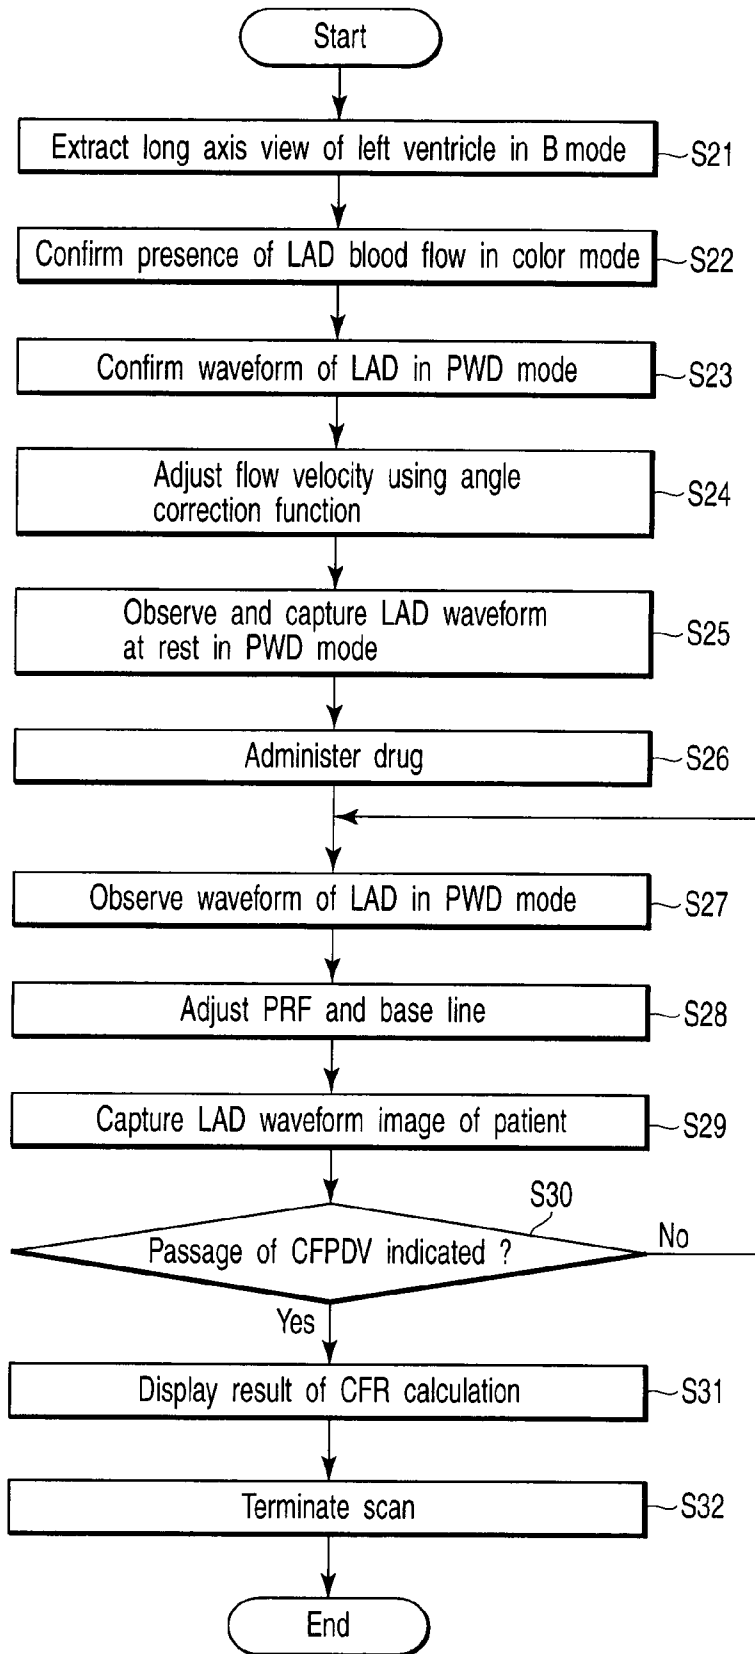 Start
Extract long axis view of left ventricle in B mode
S21
Confirm presence of LAD blood flow in color mode
S22
Confirm waveform of LAD in PWD mode
S23
Adjust flow velocity using angle
correction function
S24
Observe and capture LAD waveform
at rest in PWD mode
S25
Administer drug
S26
Observe waveform of LAD in PWD mode
S27
Adjust PRF and base line
S28
Capture LAD waveform image of patient
S29
S30
Passage of CFPDV indicated ?
No
Yes
Display result of CFR calculation
S31
Terminate scan
S32
End